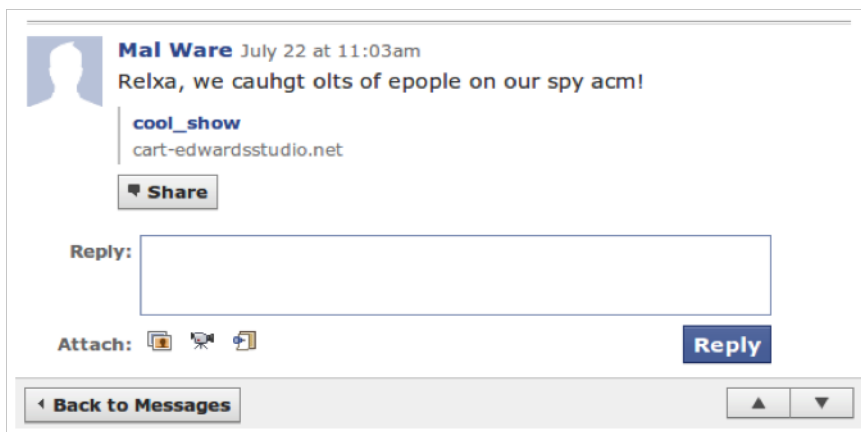 Mal Ware July 22 at 11:03am
Relxa, we cauhgt olts of epople on our spy acm!
cool_show
cart-edwardsstudio.net
Share
Reply:
Attach:
Reply
Back to Messages